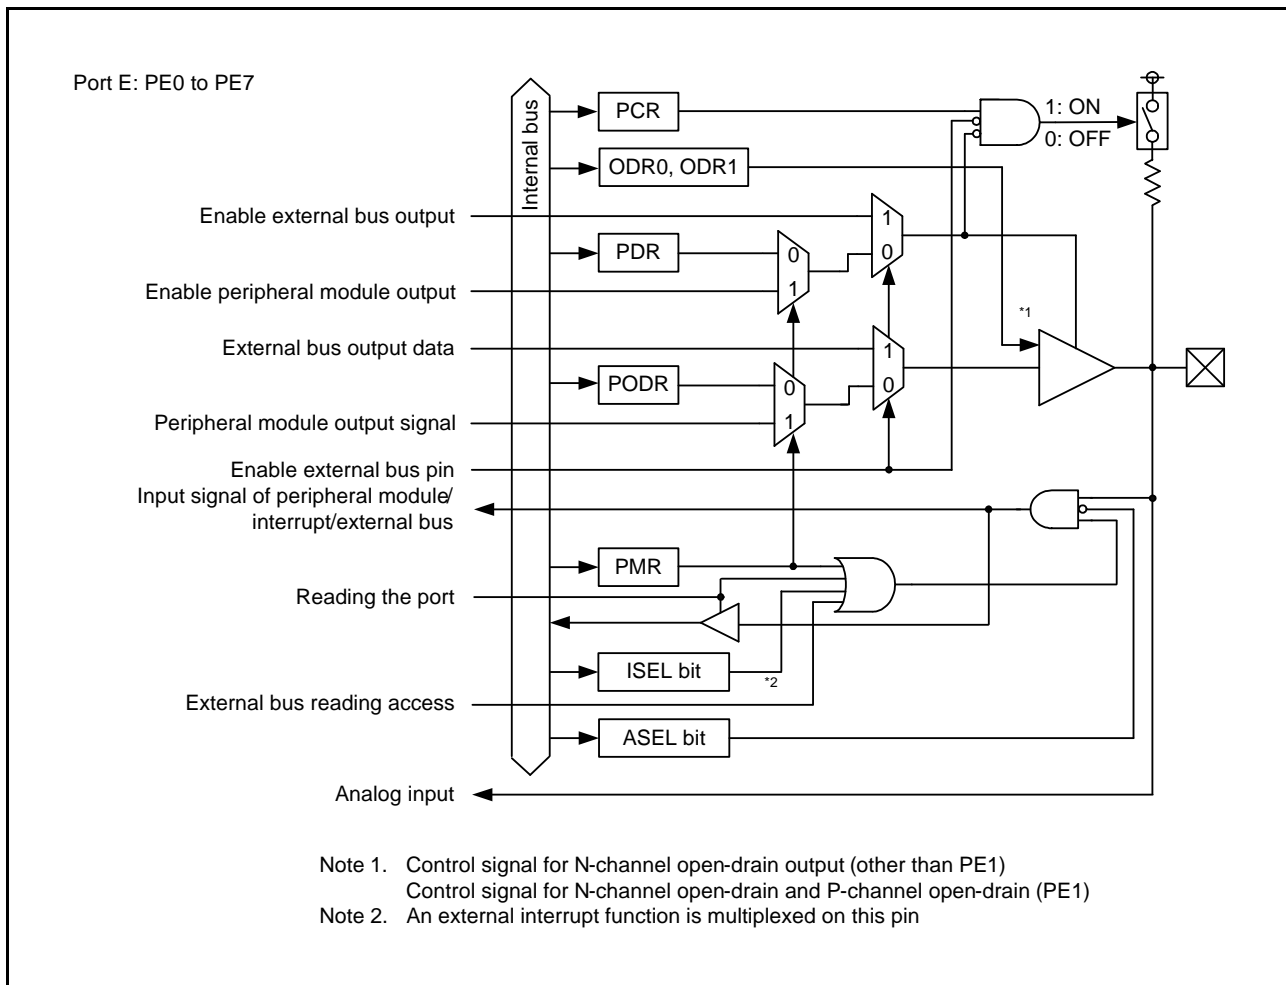 Port E: PE0 to PE7
Internal bus
PCR
1: ON
0: OFF
ODR0, ODR1
Enable external bus output
1
PDR
0
0
Enable peripheral module output
1
*1
External bus output data
1
PODR
0
0
Peripheral module output signal
1
Enable external bus pin
Input signal of peripheral module/
interrupt/external bus
PMR
Reading the port
ISEL bit
*2
External bus reading access
ASEL bit
Analog input
Note 1. Control signal for N-channel open-drain output (other than PE1)
Control signal for N-channel open-drain and P-channel open-drain (PE1)
Note 2. An external interrupt function is multiplexed on this pin